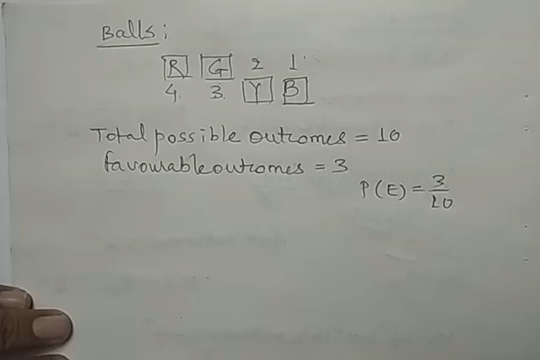 Balls;
R G 2 1
4. 3. Y B
Total possible outcomes = 10
favourable outcomes = 3
P(E) = 3/10